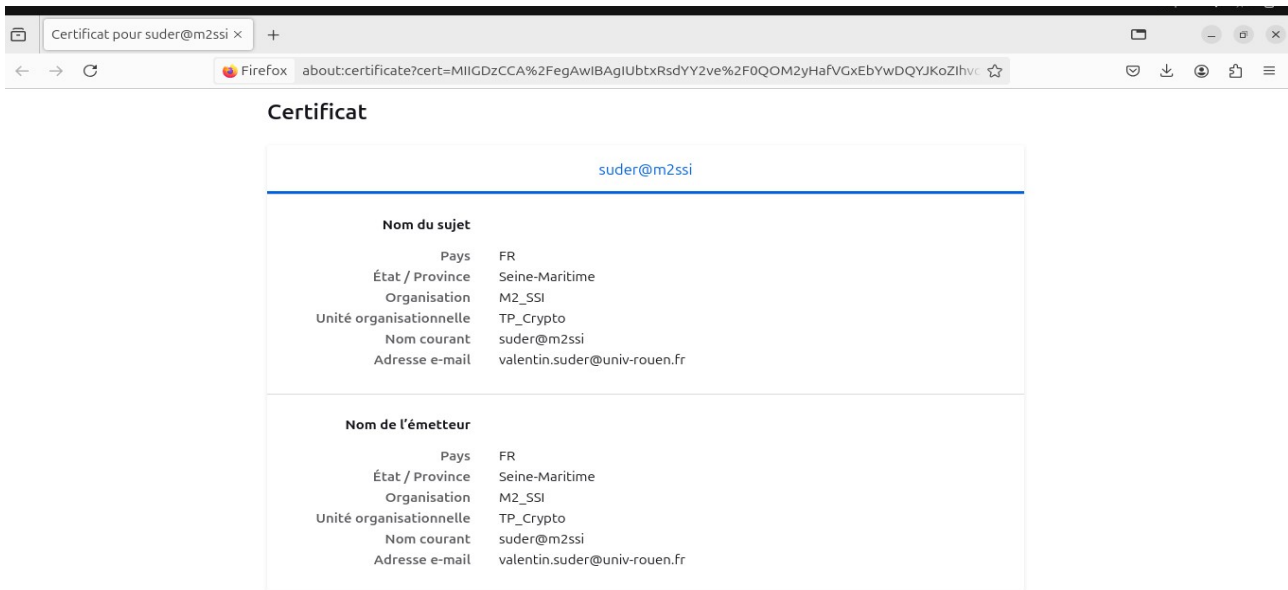 Certificat pour suder@m2ssi × +
Firefox about:certificate?cert=MIIGDzCCA%2FegAwIBAgIUbtxRsdYY2ve%2F0QOM2yHafVGxEbYwDQYJKoZIhvc
Certificat
suder@m2ssi
Nom du sujet
Pays FR
État / Province Seine-Maritime
Organisation M2_SSI
Unité organisationnelle TP_Crypto
Nom courant suder@m2ssi
Adresse e-mail valentin.suder@univ-rouen.fr
Nom de l’émetteur
Pays FR
État / Province Seine-Maritime
Organisation M2_SSI
Unité organisationnelle TP_Crypto
Nom courant suder@m2ssi
Adresse e-mail valentin.suder@univ-rouen.fr